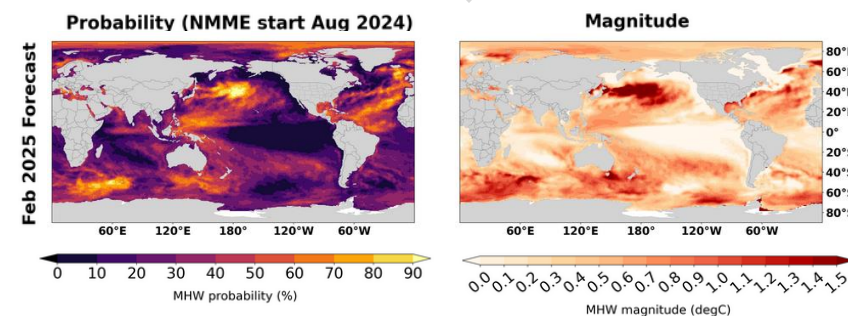 Probability (NMME start Aug 2024)
Feb 2025 Forecast
60°E 120°E 180° 120°W 60°W
0 10 20 30 40 50 60 70 80 90
MHW probability (%)
Magnitude
80°
60°
40°
20°
0°
20°
40°
60°
80°
60°E 120°E 180° 120°W 60°W
0.0 0.1 0.2 0.3 0.4 0.5 0.6 0.7 0.8 0.9 1.0 1.1 1.2 1.3 1.4 1.5
MHW magnitude (degC)